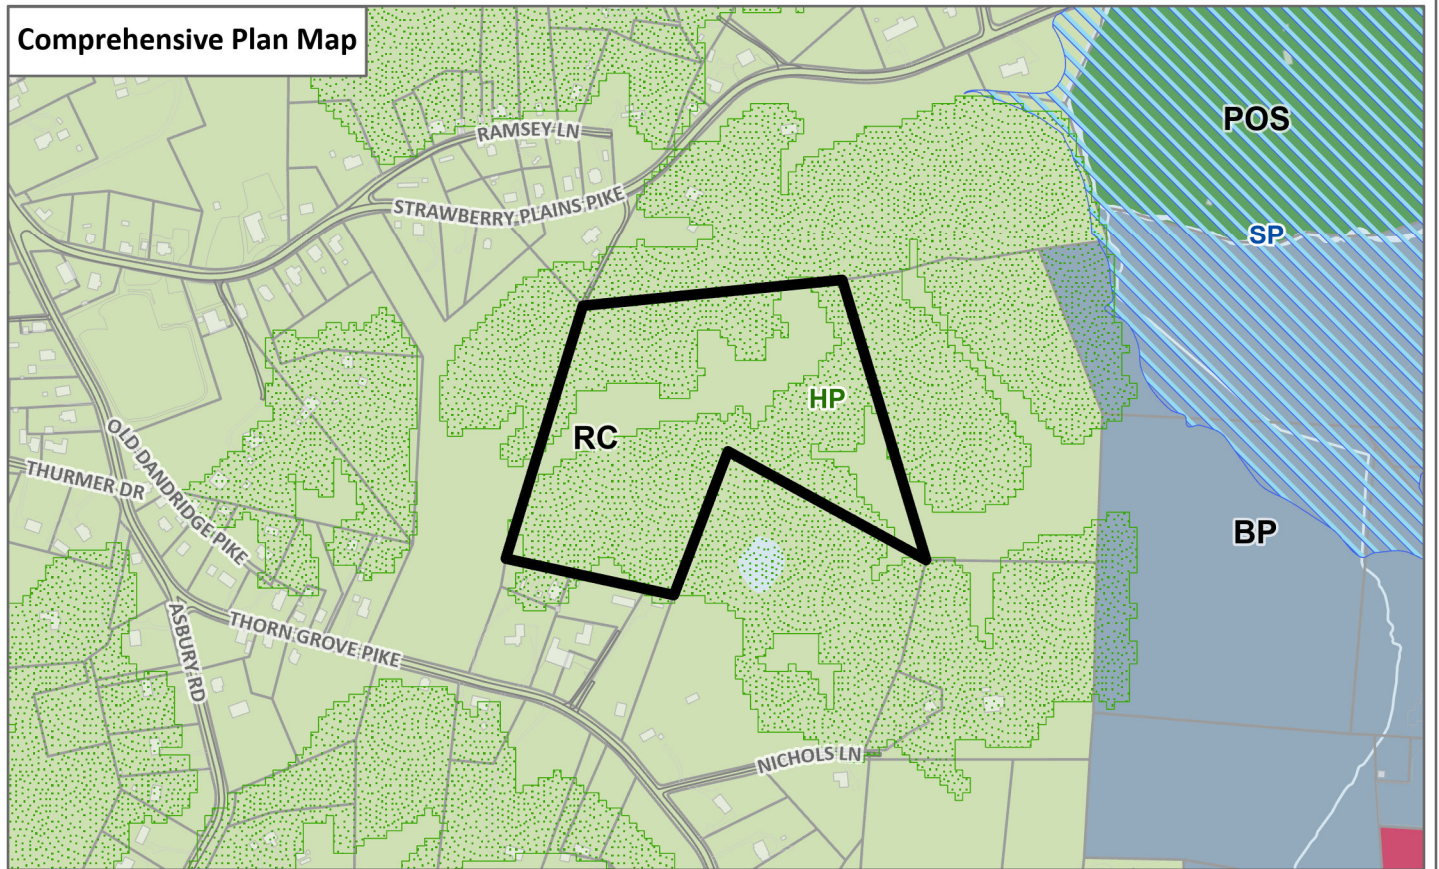 Comprehensive Plan Map
POS
RAMSEY LN
STRAWBERRY PLAINS PIKE
SP
HP
RC
OLD DANDRIDGE PIKE
THURMER DR
BP
ASBURY RD
THORN GROVE PIKE
NICHOLS LN